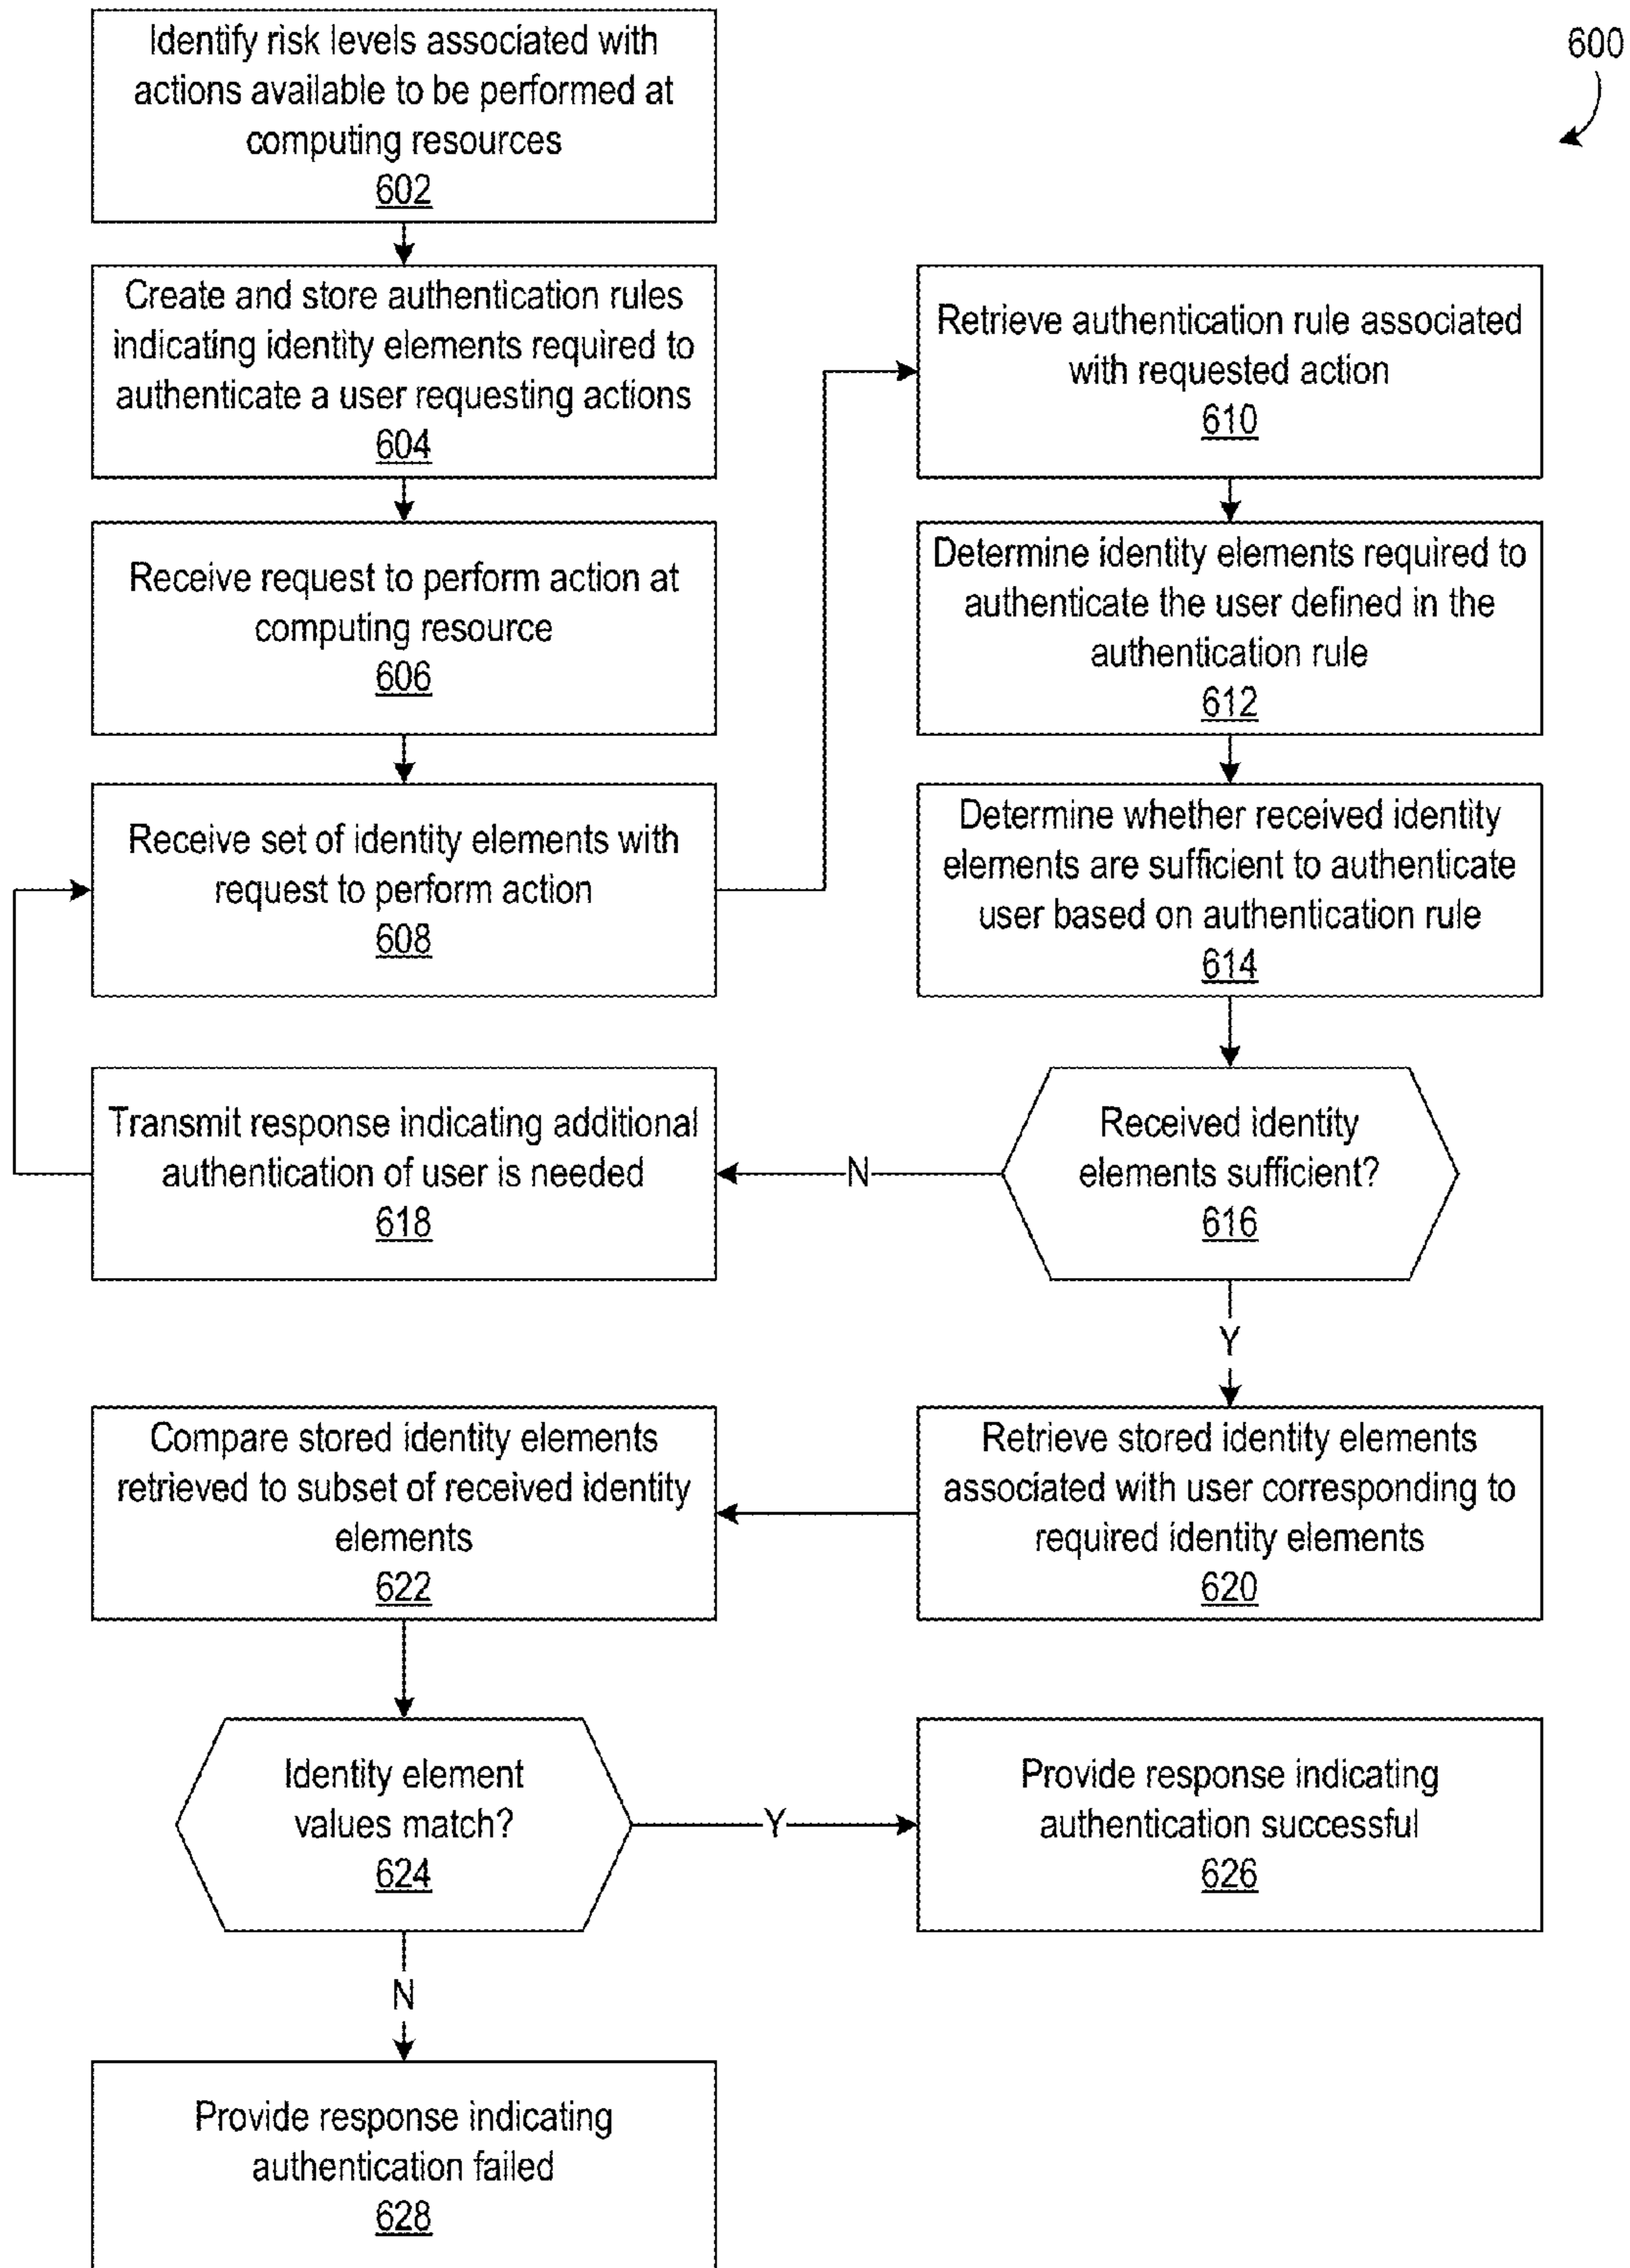 600
Identify risk levels associated with
actions available to be performed at
computing resources
602
Create and store authentication rules
indicating identity elements required to
authenticate a user requesting actions
604
Receive request to perform action at
computing resource
606
Receive set of identity elements with
request to perform action
608
Retrieve authentication rule associated
with requested action
610
Determine identity elements required to
authenticate the user defined in the
authentication rule
612
Determine whether received identity
elements are sufficient to authenticate
user based on authentication rule
614
Received identity
elements sufficient?
616
N
Transmit response indicating additional
authentication of user is needed
618
Y
Retrieve stored identity elements
associated with user corresponding to
required identity elements
620
Compare stored identity elements
retrieved to subset of received identity
elements
622
Identity element
values match?
624
Y
Provide response indicating
authentication successful
626
N
Provide response indicating
authentication failed
628